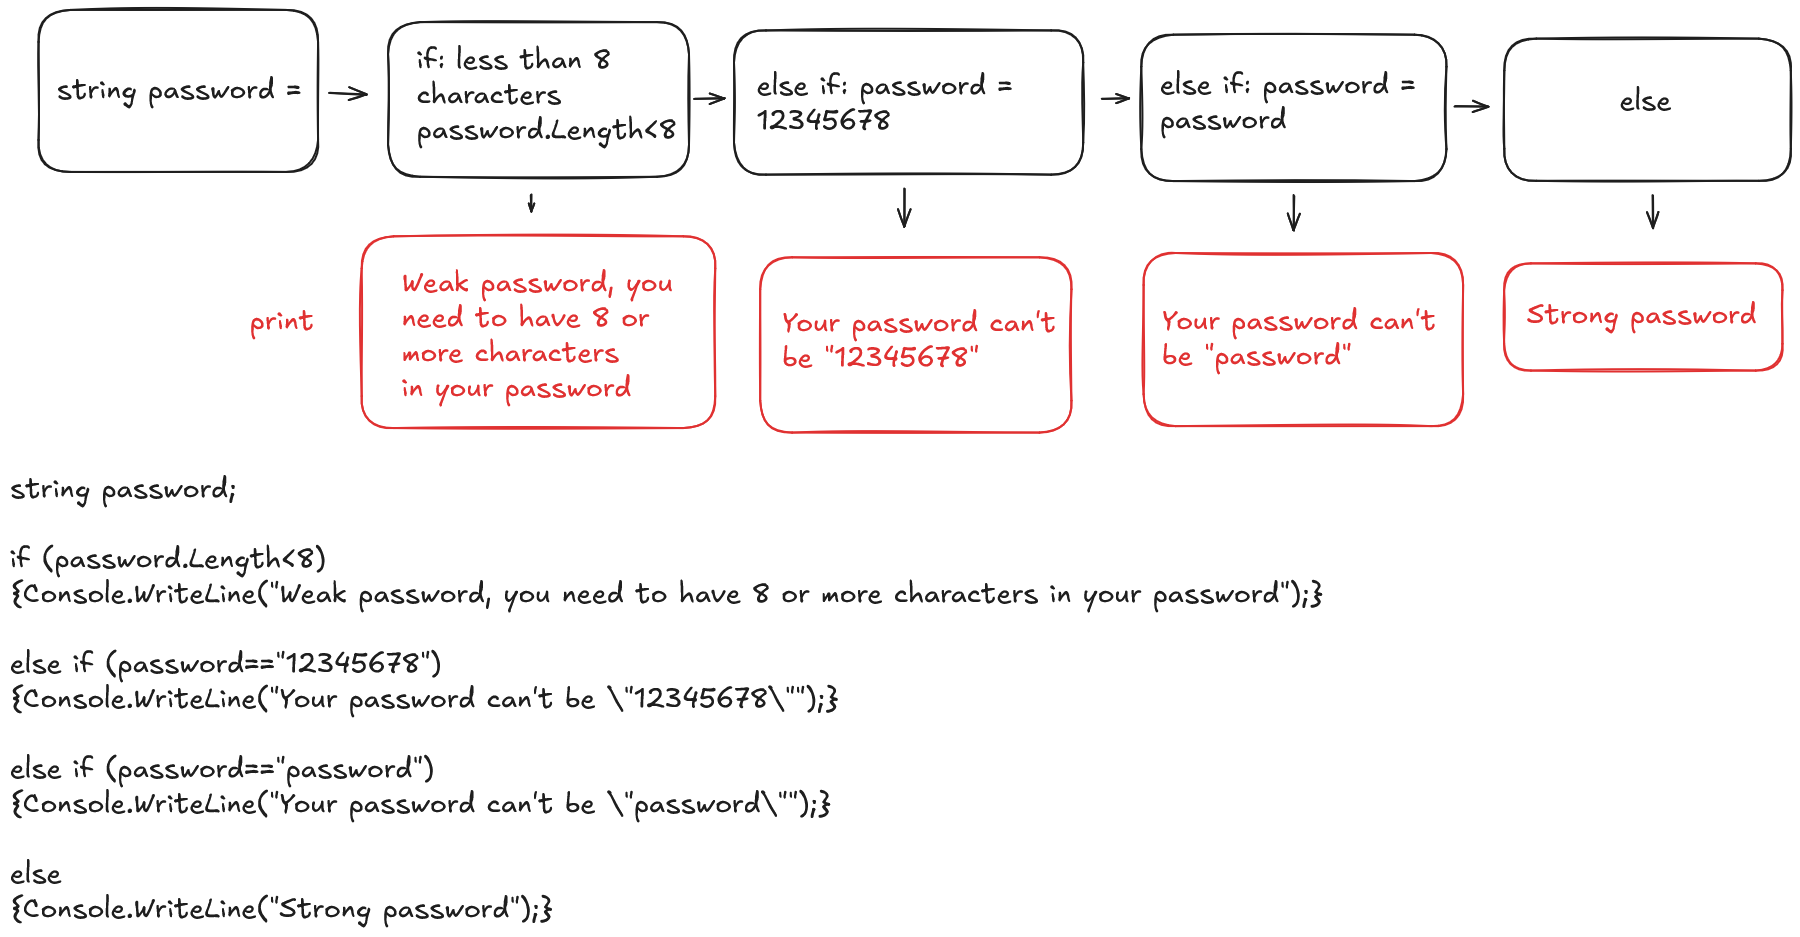 string password =
if: less than 8
characters
password.Length<8
else if: password =
12345678
else if: password =
password
else
print
Weak password, you
need to have 8 or
more characters
in your password
Your password can't
be "12345678"
Your password can't
be "password"
Strong password
string password;
if (password.Length<8)
{Console.WriteLine("Weak password, you need to have 8 or more characters in your password");}
else if (password=="12345678")
{Console.WriteLine("Your password can't be \"12345678\"");}
else if (password=="password")
{Console.WriteLine("Your password can't be \"password\"");}
else
{Console.WriteLine("Strong password");}